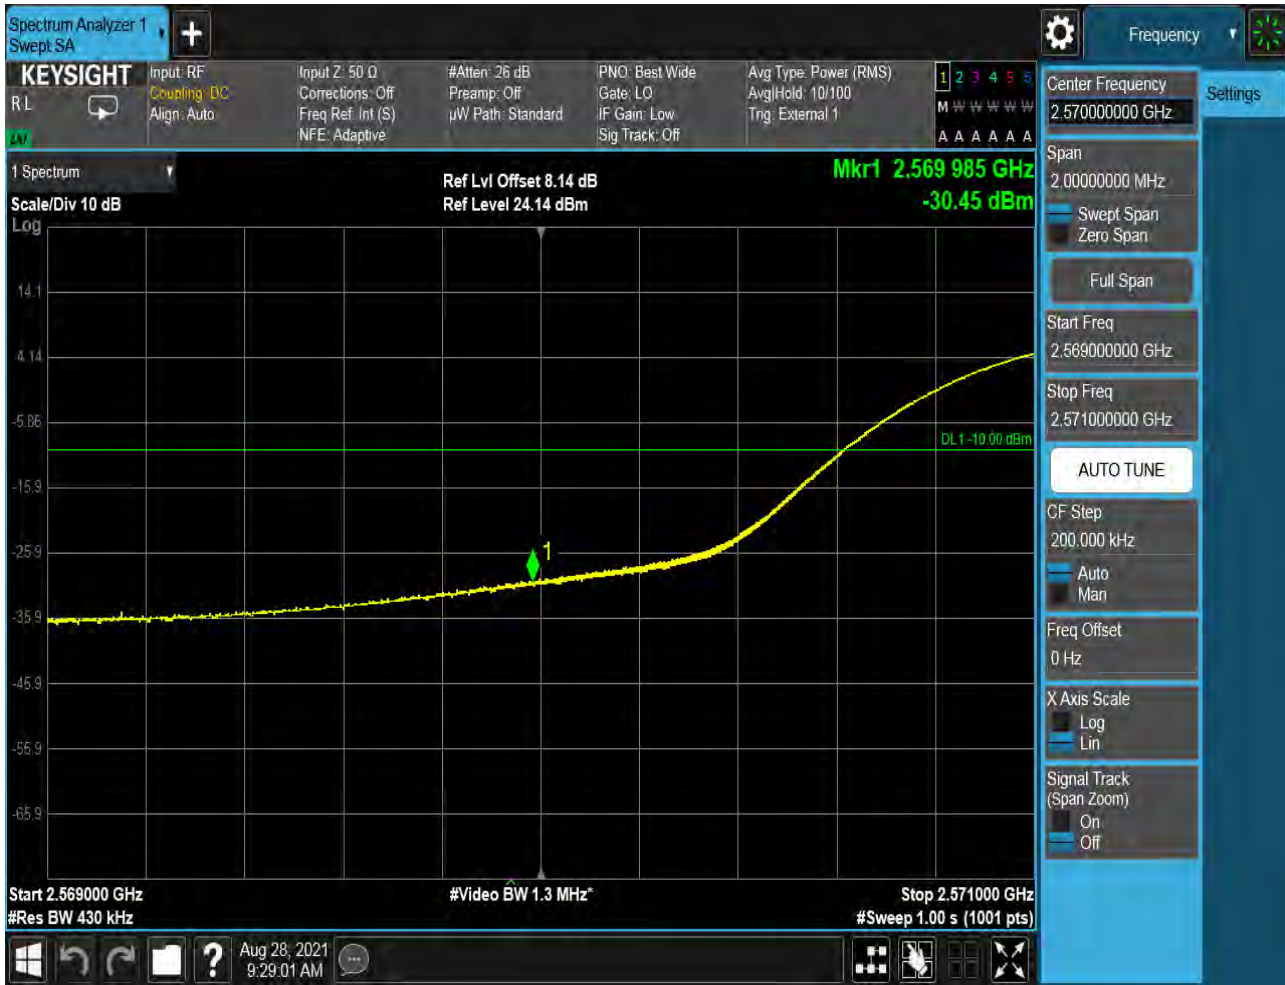 Spectrum Analyzer 1
Swept SA
Frequency
KEYSIGHT
R L
Input: RF
Coupling: DC
Align: Auto
Input Z: 50 Ω
Corrections: Off
Freq Ref: Int (S)
NFE: Adaptive
#Atten: 26 dB
Preamp: Off
µW Path: Standard
PNO: Best Wide
Gate: LO
IF Gain: Low
Sig Track: Off
Avg Type: Power (RMS)
Avg|Hold: 10/100
Trig: External 1
1 2 3 4 5 6
M W W W W W
A A A A A A
1 Spectrum
Scale/Div 10 dB
Log
Ref Lvl Offset 8.14 dB
Ref Level 24.14 dBm
Mkr1 2.569 985 GHz
-30.45 dBm
14.1
4.14
-5.86
DL1 -10.00 dBm
-15.9
-25.9
1
-35.9
-45.9
-55.9
-65.9
Start 2.569000 GHz
#Res BW 430 kHz
#Video BW 1.3 MHz*
Stop 2.571000 GHz
#Sweep 1.00 s (1001 pts)
?
Aug 28, 2021
9:29:01 AM
Center Frequency
2.570000000 GHz
Settings
Span
2.00000000 MHz
Swept Span
Zero Span
Full Span
Start Freq
2.569000000 GHz
Stop Freq
2.571000000 GHz
AUTO TUNE
CF Step
200.000 kHz
Auto
Man
Freq Offset
0 Hz
X Axis Scale
Log
Lin
Signal Track
(Span Zoom)
On
Off